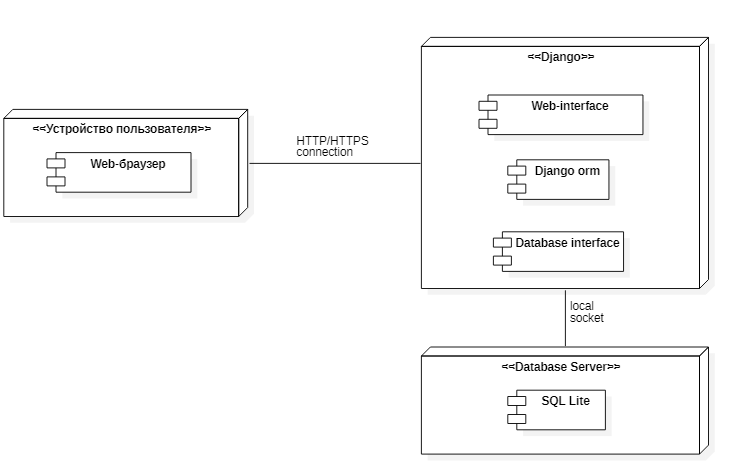 <<Django>>
Web-interface
<<Устройство пользователя>>
HTTP/HTTPS
connection
Web-браузер
Django orm
Database interface
local
socket
<<Database Server>>
SQL Lite